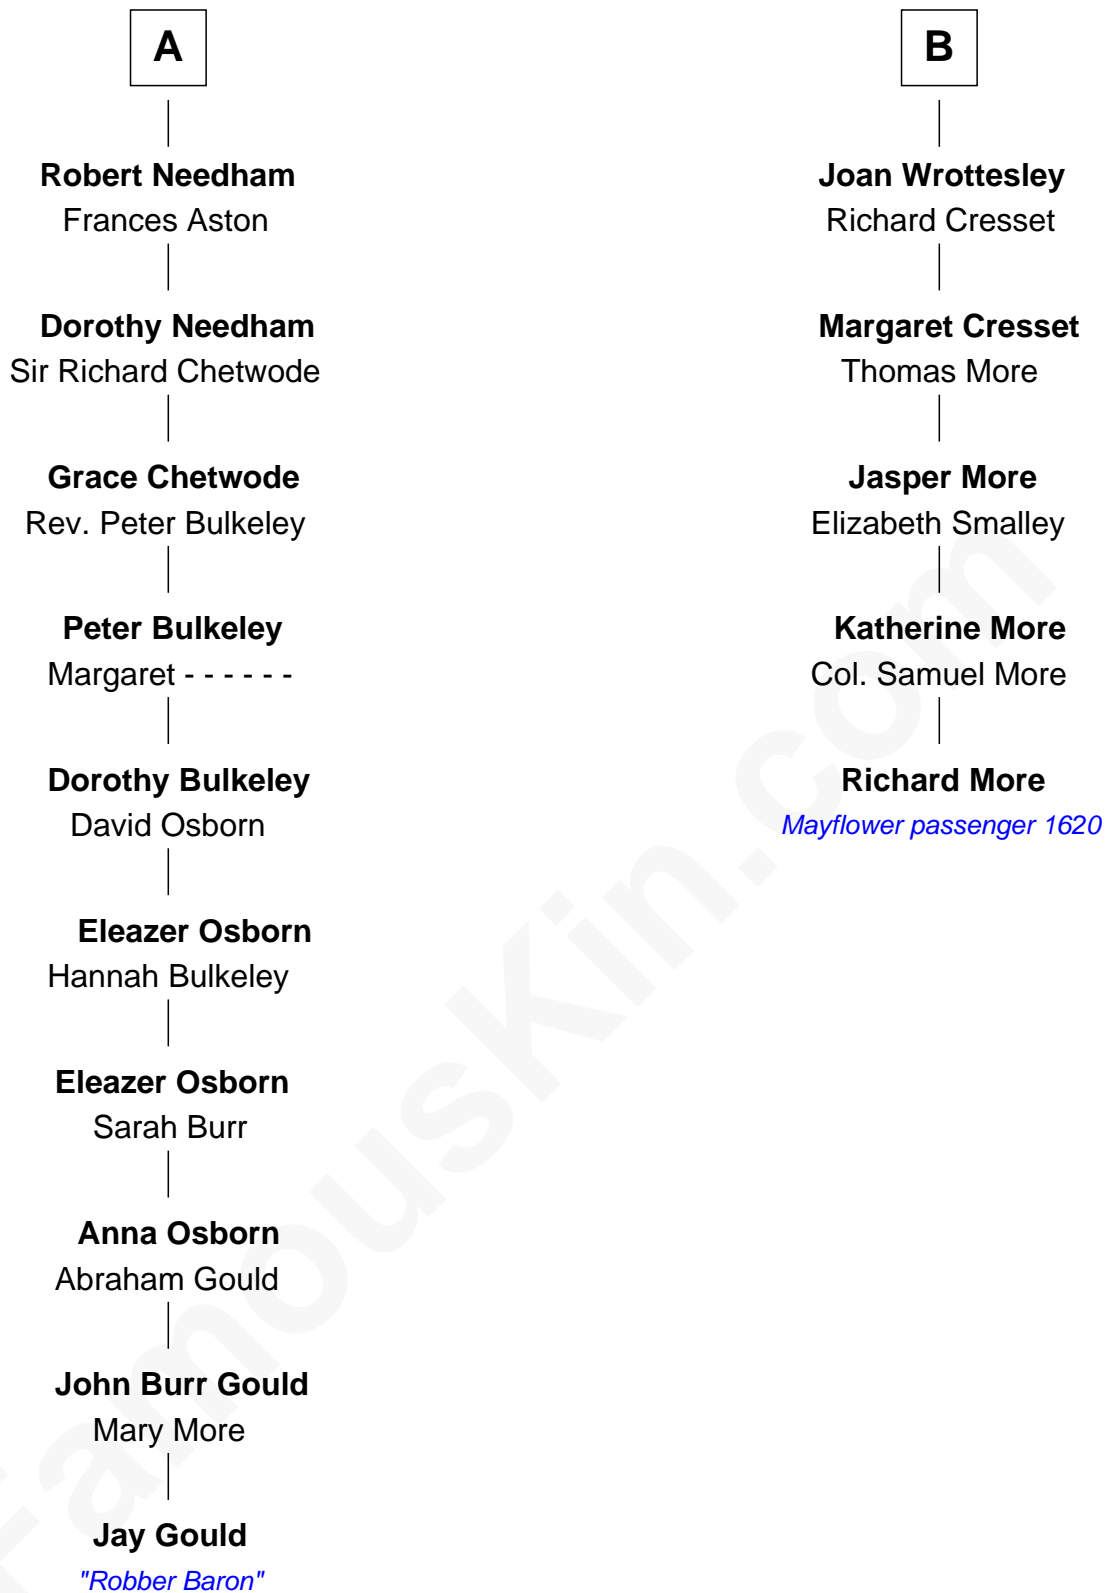 A
Robert Needham
Frances Aston
Dorothy Needham
Sir Richard Chetwode
Grace Chetwode
Rev. Peter Bulkeley
Peter Bulkeley
Margaret - - - - - -
Dorothy Bulkeley
David Osborn
Eleazer Osborn
Hannah Bulkeley
Eleazer Osborn
Sarah Burr
Anna Osborn
Abraham Gould
John Burr Gould
Mary More
Jay Gould
"Robber Baron"
B
Joan Wrottesley
Richard Cresset
Margaret Cresset
Thomas More
Jasper More
Elizabeth Smalley
Katherine More
Col. Samuel More
Richard More
Mayflower passenger 1620
FamousKin.com